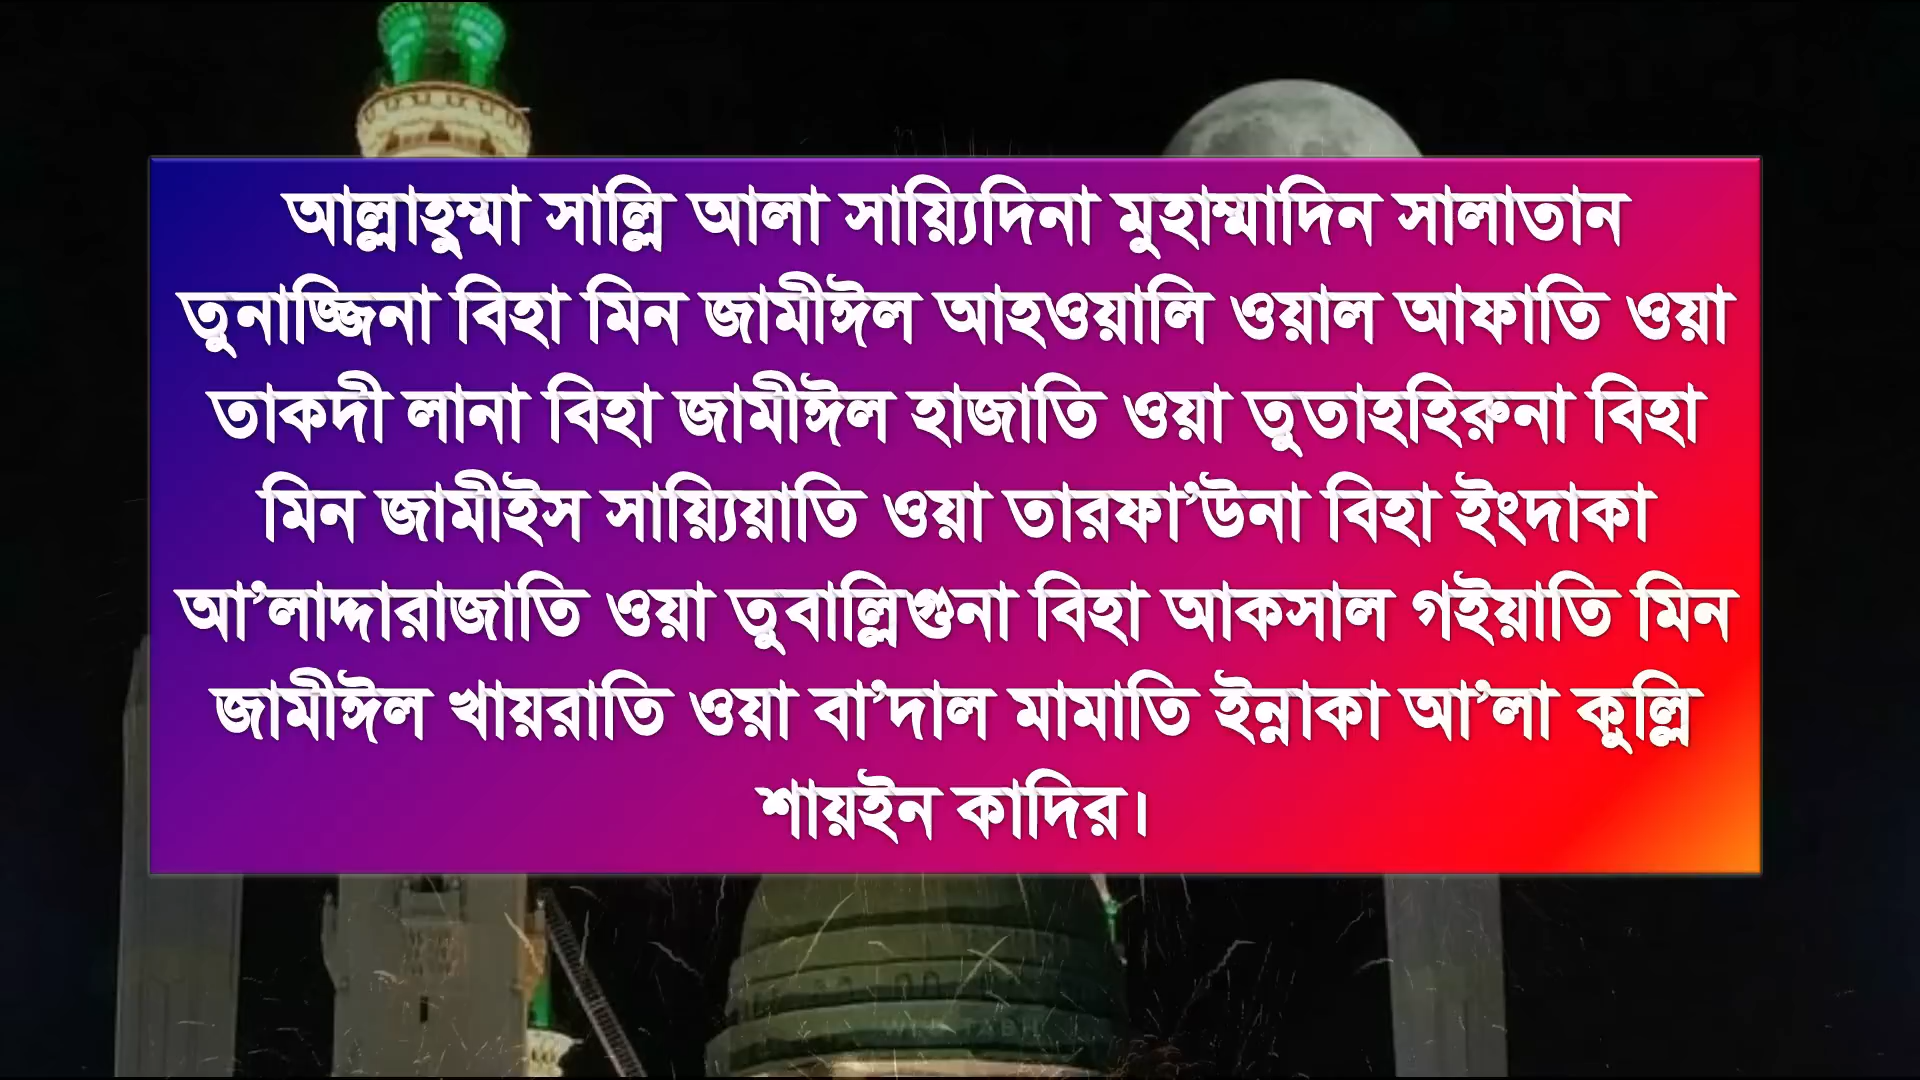 আল্লাহুম্মা সাল্লি আলা সায়্যিদিনা মুহাম্মাদিন সালাতান
তুনাজ্জিনা বিহা মিন জামীঈল আহওয়ালি ওয়াল আফাতি ওয়া
তাকদী লানা বিহা জামীঈল হাজাতি ওয়া তুতাহহিরুনা বিহা
মিন জামীইস সায়্যিয়াতি ওয়া তারফা’উনা বিহা ইংদাকা
আ’লাদ্দারাজাতি ওয়া তুবাল্লিগুনা বিহা আকসাল গইয়াতি মিন
জামীঈল খায়রাতি ওয়া বা’দাল মামাতি ইন্নাকা আ’লা কুল্লি
শায়ইন কাদির।